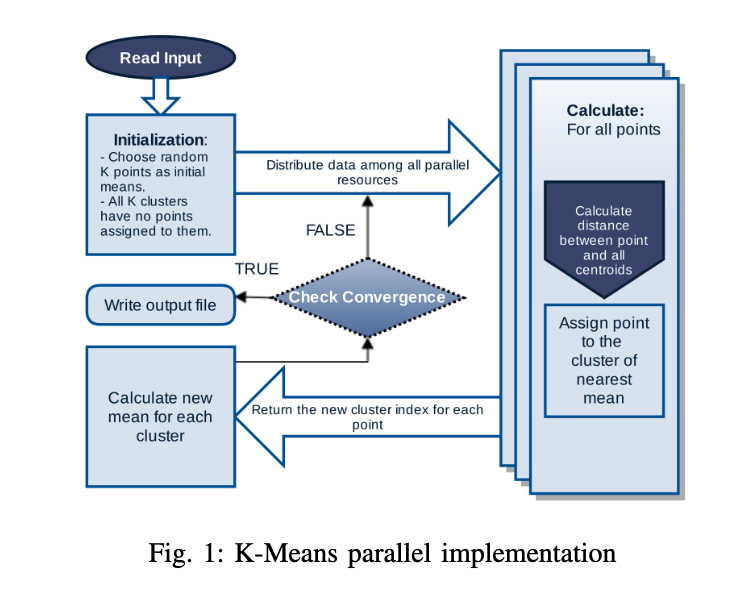 Read Input
Initialization:
- Choose random
K points as initial
means.
- All K clusters
have no points
assigned to them.
Distribute data among all parallel
resources
Calculate:
For all points
Calculate
distance
between point
and all
centroids
Assign point
to the
cluster of
nearest
mean
FALSE
TRUE
Check Convergence
Write output file
Calculate new
mean for each
cluster
Return the new cluster index for each
point
Fig. 1: K-Means parallel implementation